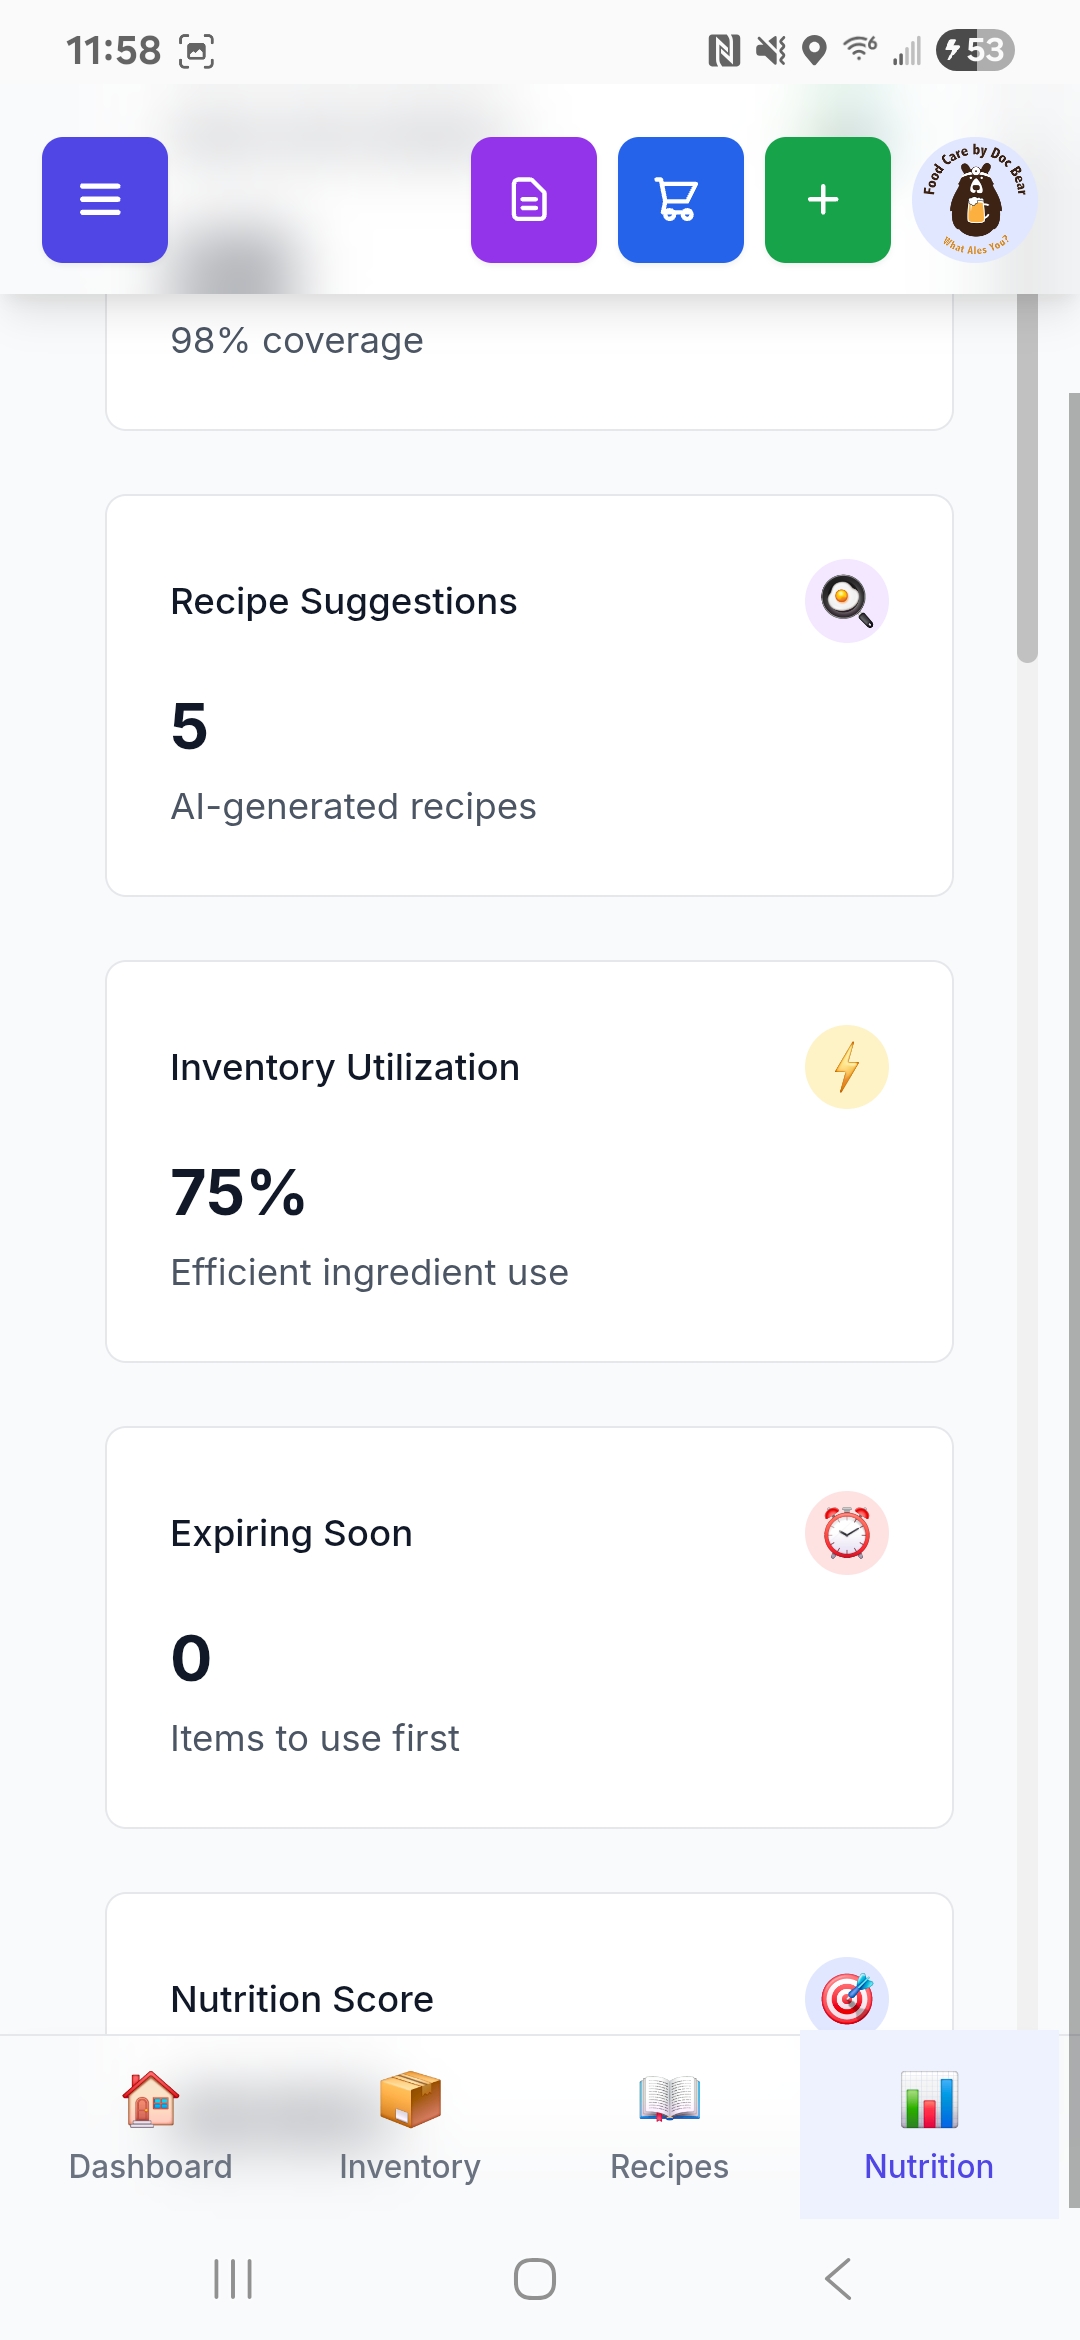 11:58
53
Food Care by Doc Bear
What Ales You?
98% coverage
Recipe Suggestions
5
AI-generated recipes
Inventory Utilization
75%
Efficient ingredient use
Expiring Soon
0
Items to use first
Nutrition Score
Dashboard
Inventory
Recipes
Nutrition